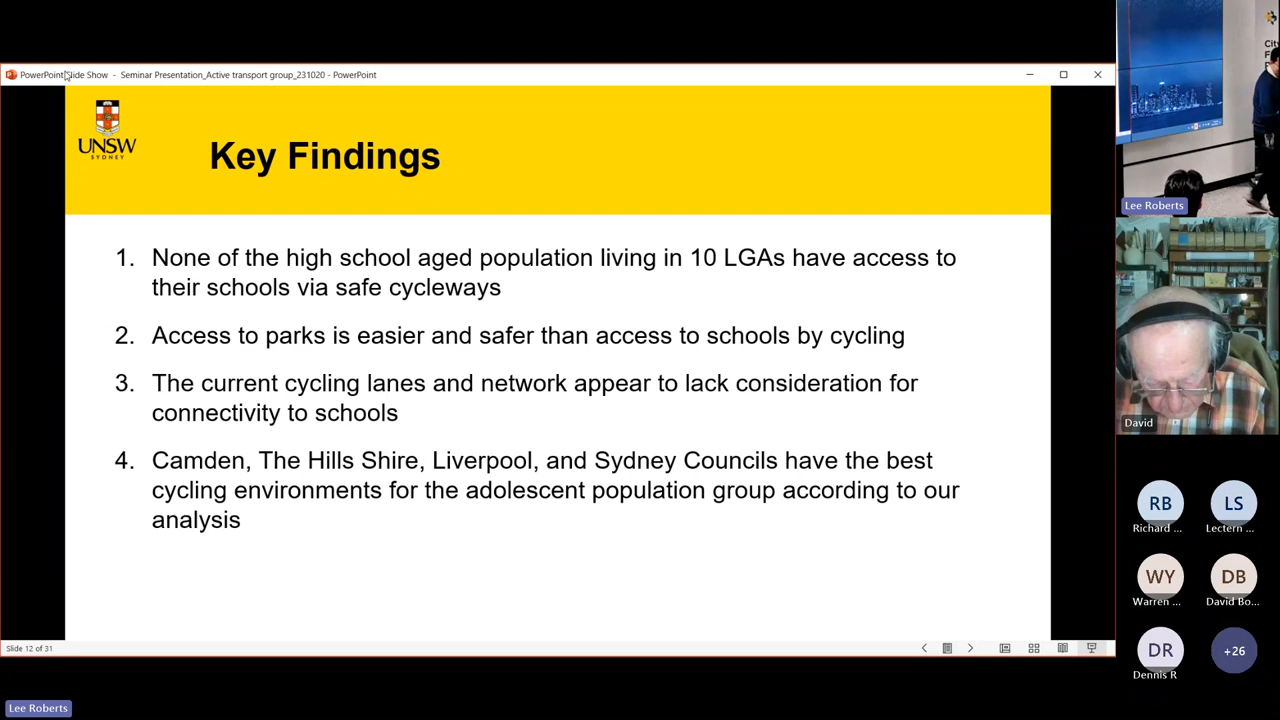 PowerPoint Slide Show - Seminar Presentation_Active transport group_231020 - PowerPoint
UNSW
SYDNEY
Key Findings
1. None of the high school aged population living in 10 LGAs have access to
their schools via safe cycleways
2. Access to parks is easier and safer than access to schools by cycling
3. The current cycling lanes and network appear to lack consideration for
connectivity to schools
4. Camden, The Hills Shire, Liverpool, and Sydney Councils have the best
cycling environments for the adolescent population group according to our
analysis
Slide 12 of 31
Lee Roberts
Lee Roberts
David
RB
Richard ...
LS
Lectern ...
WY
Warren ...
DB
David Bo...
DR
Dennis R
+26